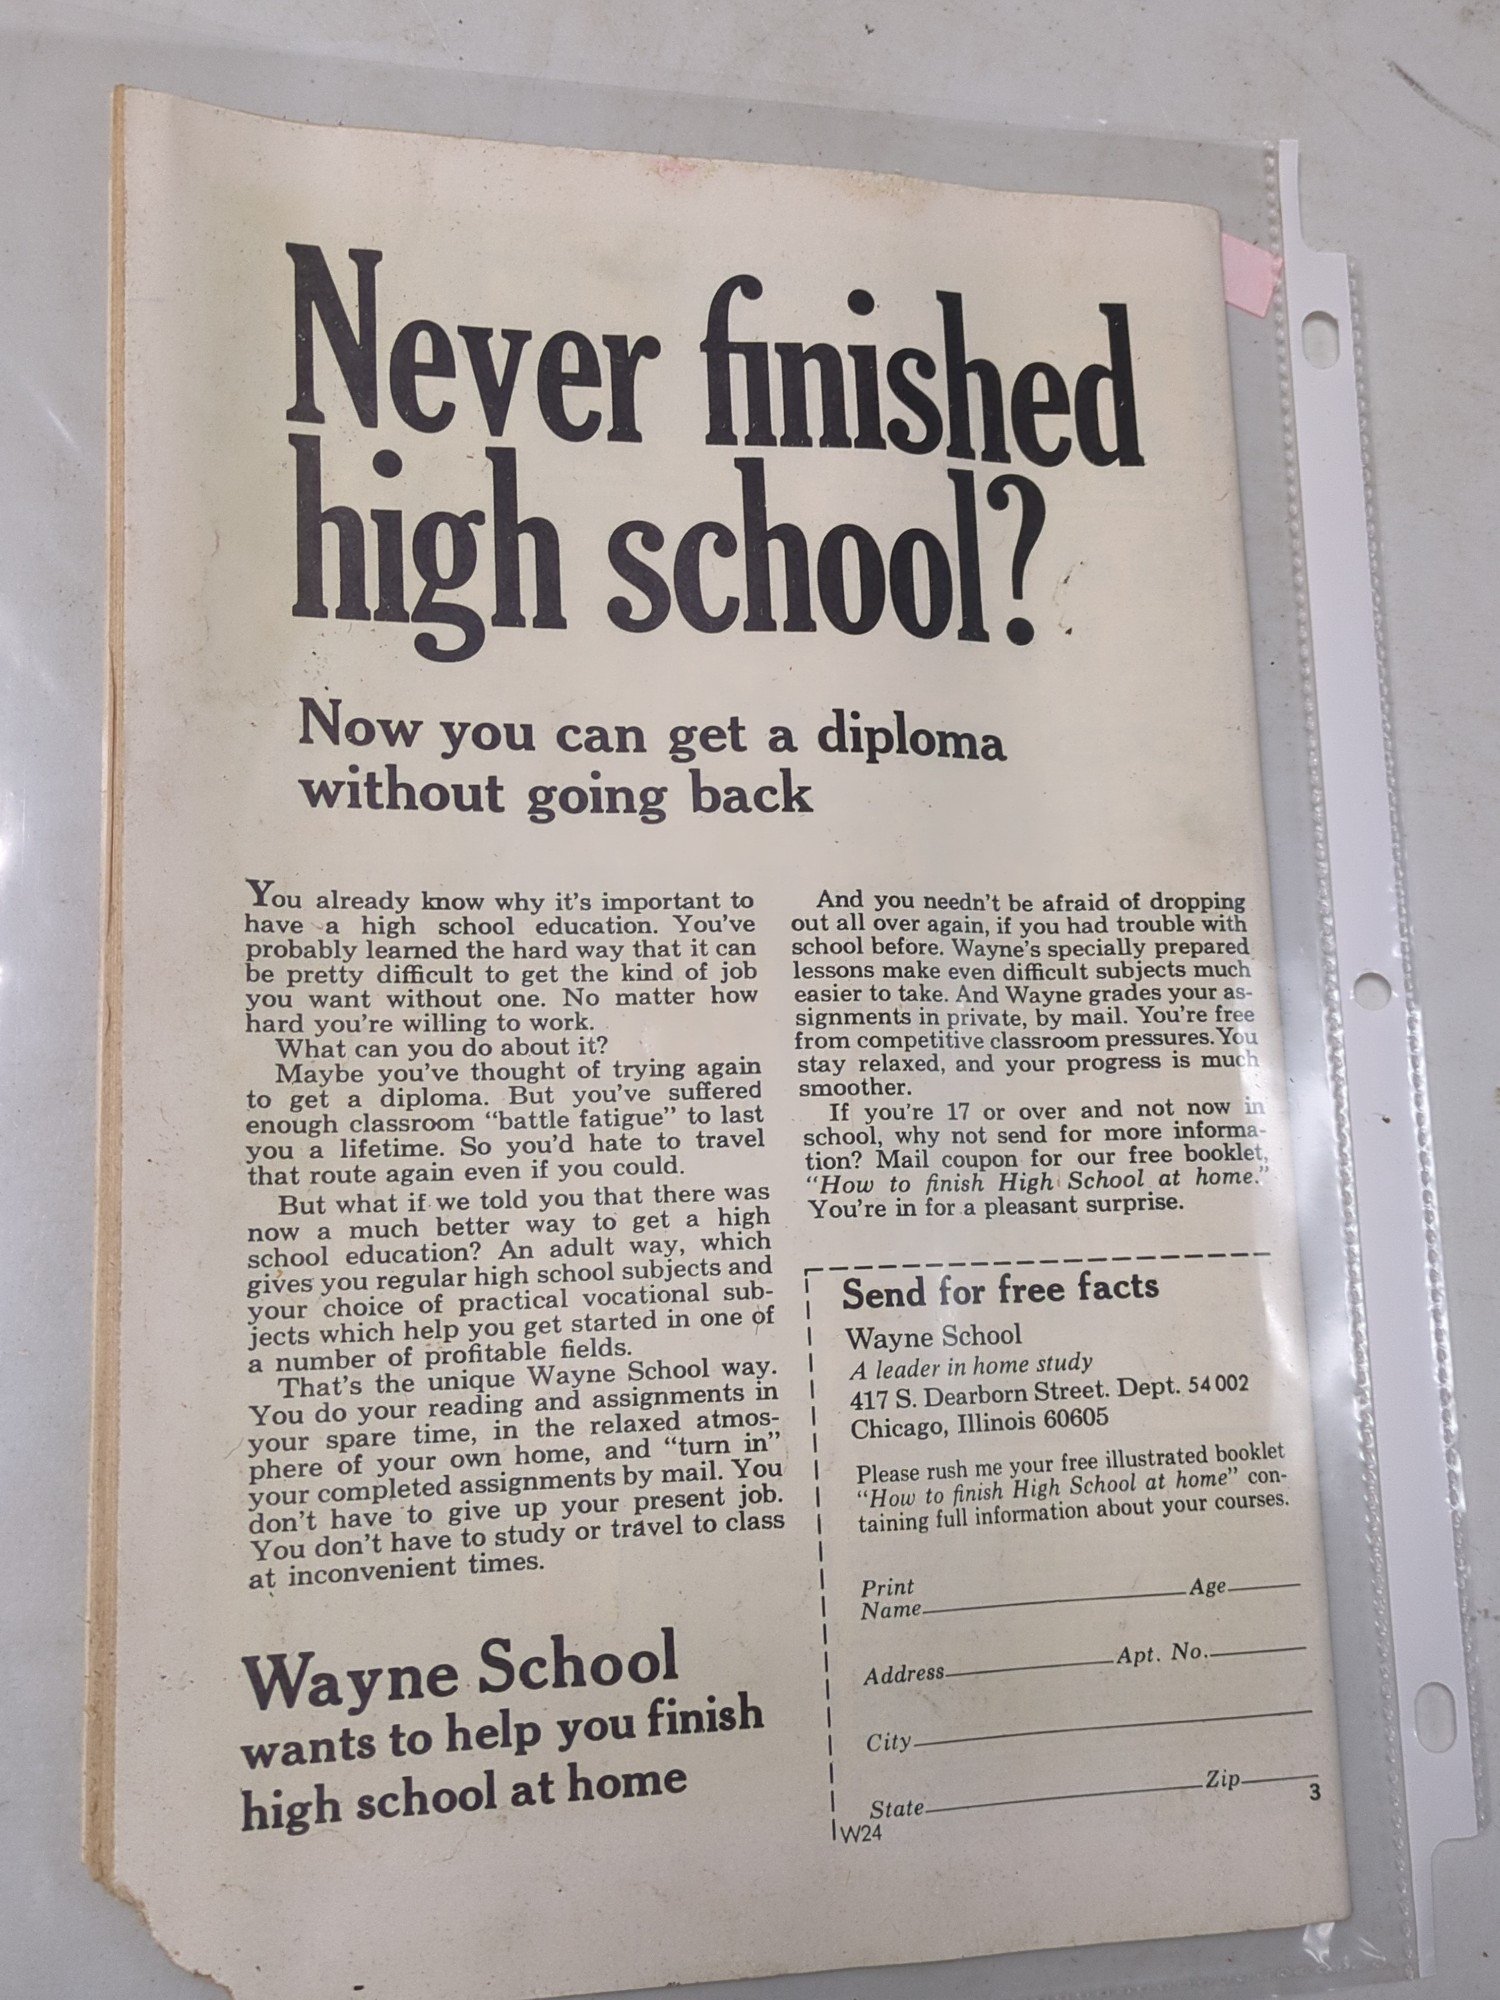 Never finished
high school?
Now you can get a diploma
without going back
You already know why it's important to
have a high school education. You've
probably learned the hard way that it can
be pretty difficult to get the kind of job
you want without one. No matter how
hard you're willing to work.
What can you do about it?
Maybe you've thought of trying again
to get a diploma. But you've suffered
enough classroom "battle fatigue" to last
you a lifetime. So you'd hate to travel
that route again even if you could.
But what if we told you that there was
now a much better way to get a high
school education? An adult way, which
gives you regular high school subjects and
your choice of practical vocational sub-
jects which help you get started in one of
a number of profitable fields.
That's the unique Wayne School way.
You do your reading and assignments in
your spare time, in the relaxed atmos-
phere of your own home, and "turn in"
your completed assignments by mail. You
don't have to give up your present job.
You don't have to study or travel to class
at inconvenient times.
Wayne School
wants to help you finish
high school at home
And you needn't be afraid of dropping
out all over again, if you had trouble with
school before. Wayne's specially prepared
lessons make even difficult subjects much
easier to take. And Wayne grades your as-
signments in private, by mail. You're free
from competitive classroom pressures. You
stay relaxed, and your progress is much
smoother.
If you're 17 or over and not now in
school, why not send for more informa-
tion? Mail coupon for our free booklet,
"How to finish High School at home."
You're in for a pleasant surprise.
Send for free facts
Wayne School
A leader in home study
417 S. Dearborn Street. Dept. 54002
Chicago, Illinois 60605
Please rush me your free illustrated booklet
"How to finish High School at home" con-
taining full information about your courses.
Print
Name Age
Address Apt. No.
City
State Zip
W24 3